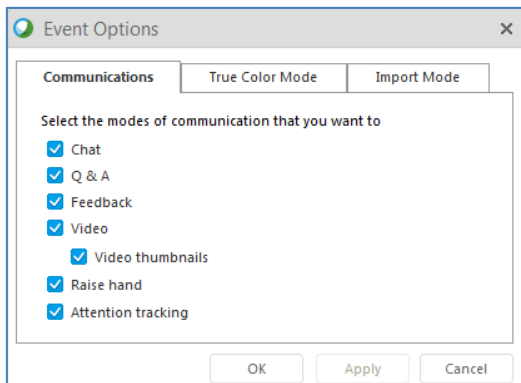 Event Options
Communications
True Color Mode
Import Mode
Select the modes of communication that you want to
Chat
Q & A
Feedback
Video
Video thumbnails
Raise hand
Attention tracking
OK
Apply
Cancel